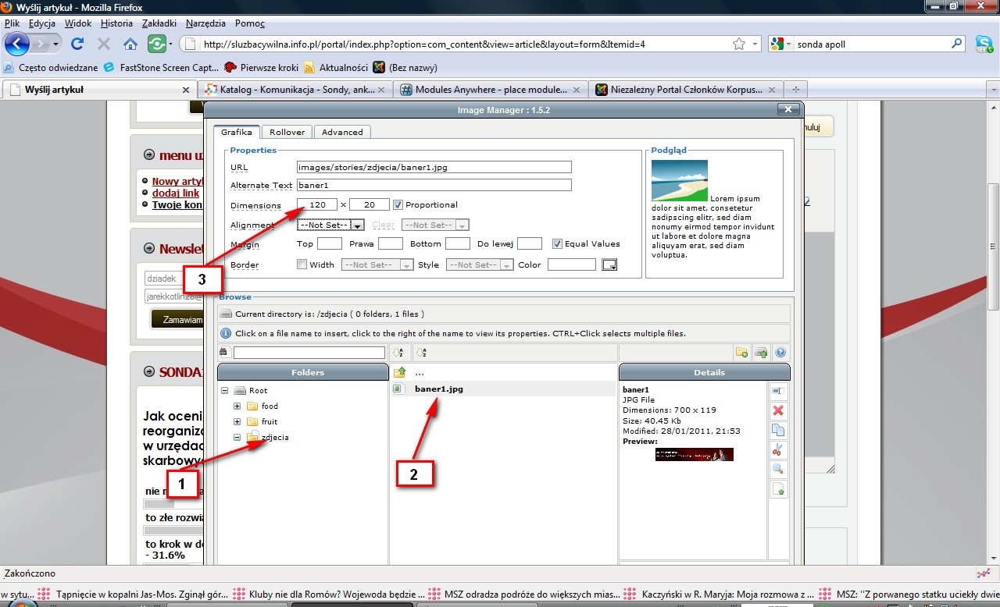 Wyślij artykuł - Mozilla Firefox
Plik Edycja Widok Historia Zakładki Narzędzia Pomoc
http://sluzbacywilna.info.pl/portal/index.php?option=com_content&view=article&layout=form&Itemid=4
sonda apoll
Często odwiedzane FastStone Screen Capt... Pierwsze kroki Aktualności (Bez nazwy)
Wyślij artykuł Katalog - Komunikacja - Sondy, ank... Modules Anywhere - place module... Niezależny Portal Członków Korpus...
Image Manager : 1.5.2
Grafika Rollover Advanced
Properties
URL images/stories/zdjecia/baner1.jpg
Alternate Text baner1
Dimensions 120 x 20 Proportional
Alignment --Not Set-- Clear --Not Set--
Margin Top Prawa Bottom Do lewej Equal Values
Border Width --Not Set-- Style --Not Set-- Color
Podgląd
Lorem ipsum
dolor sit amet, consetetur
sadipscing elitr, sed diam
nonumy eirmod tempor invidunt
ut labore et dolore magna
aliquyam erat, sed diam
voluptua.
3
Browse
Current directory is: /zdjecia ( 0 folders, 1 files )
Click on a file name to insert, click to the right of the name to view its properties. CTRL+Click selects multiple files.
Folders
Root
food
fruit
zdjecia
1
...
baner1.jpg
2
Details
baner1
JPG File
Dimensions: 700 x 119
Size: 40.45 Kb
Modified: 28/01/2011, 21:53
Preview:
menu uż
Nowy artyk
dodaj link
Twoje kon
Newslet
dziadek
jarekkotlin28@
Zamawiam
SONDA
Jak oceni
reorganiza
w urzędac
skarbowy
nie m
to złe rozwią
to krok w do
- 31.6%
nuluj
Zakończono
w sytu... Tąpnięcie w kopalni Jas-Mos. Zginął gór... Kluby nie dla Romów? Wojewoda będzie ... MSZ odradza podróże do większych mias... Kaczyński w R. Maryja: Moja rozmowa z ... MSZ: "Z porwanego statku uciekły dwie